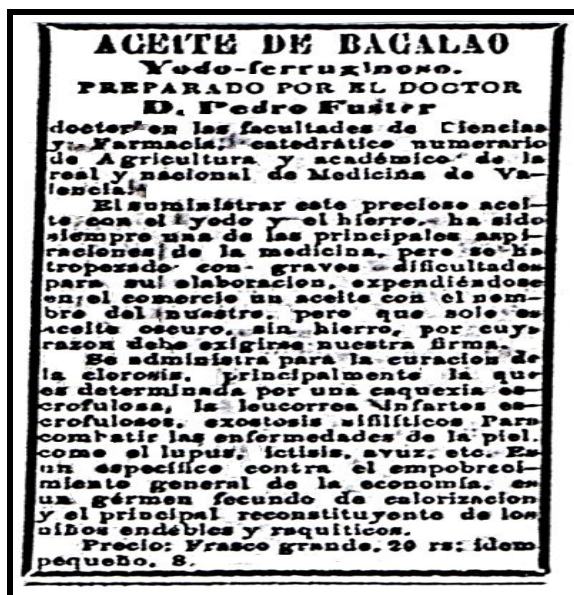 ACEITE DE BACALAO
Yodo-ferruginoso.
PREPARADO POR EL DOCTOR
D. Pedro Fuster
doctor en las facultades de Ciencias
y Farmacia, catedrático numerario
de Agricultura y académico de la
real y nacional de Medicina de Va-
lencia.
El suministrar este precioso acei-
te con el yodo y el hierro, ha sido
siempre una de las principales aspi-
raciones de la medicina, pero se ha
tropezado con graves dificultades
para su elaboracion, expendiéndose
en el comercio un aceite con el nom-
bre del nuestro, pero que solo es
aceite oscuro, sin hierro, por cuya
razon debe exigirse nuestra firma.
Se administra para la curacion de
la clorosis, principalmente la que
es determinada por una caquexia es-
crofulosa, la leucorrea infartos es-
crofulosos, exostosis sifilíticos Para
combatir las enfermedades de la piel.
como el lupus, ictisis, etc. Es
un específico contra el empobreci-
miento general de la economía, es
un gérmen fecundo de calorizacion
y el principal reconstituyente de los
niños endebles y raquíticos.
Precio: Frasco grande, 20 rs; idem
pequeño, 8.